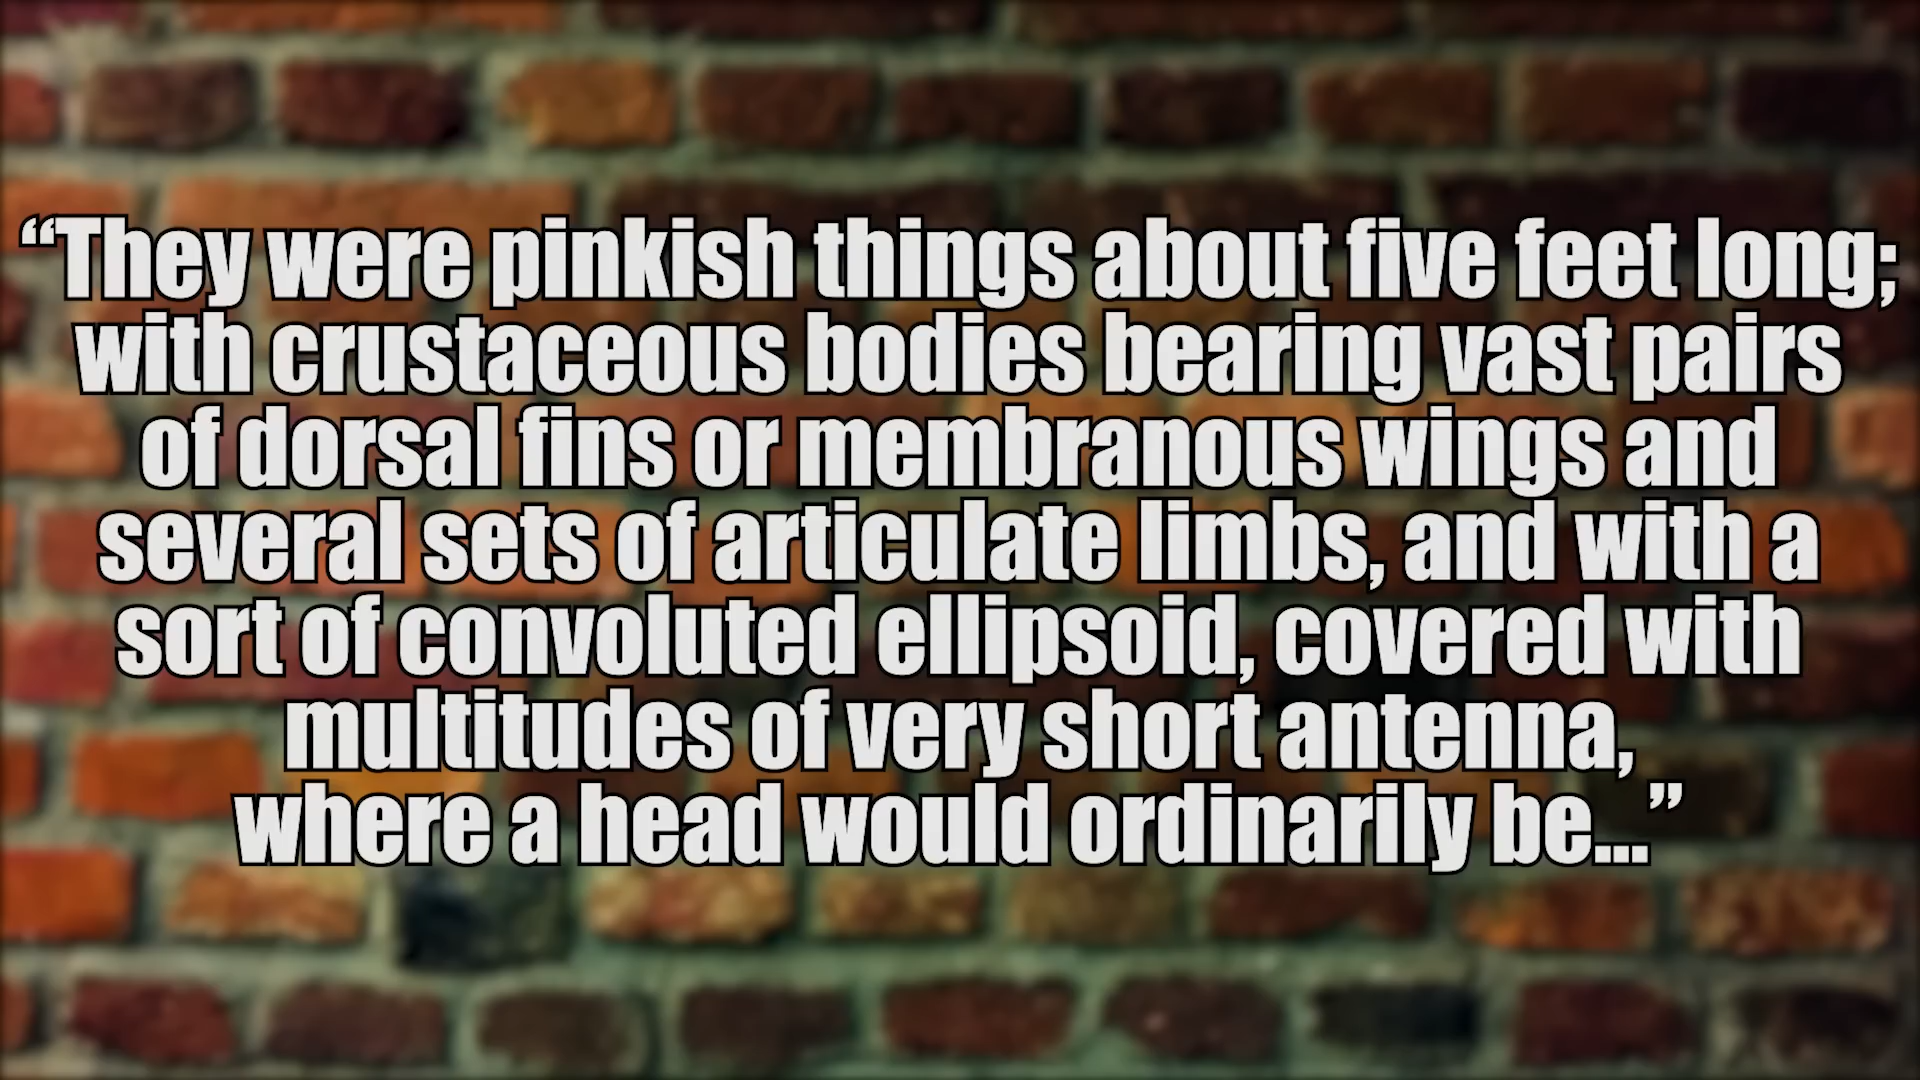 “They were pinkish things about five feet long;
with crustaceous bodies bearing vast pairs
of dorsal fins or membranous wings and
several sets of articulate limbs, and with a
sort of convoluted ellipsoid, covered with
multitudes of very short antenna,
where a head would ordinarily be...”